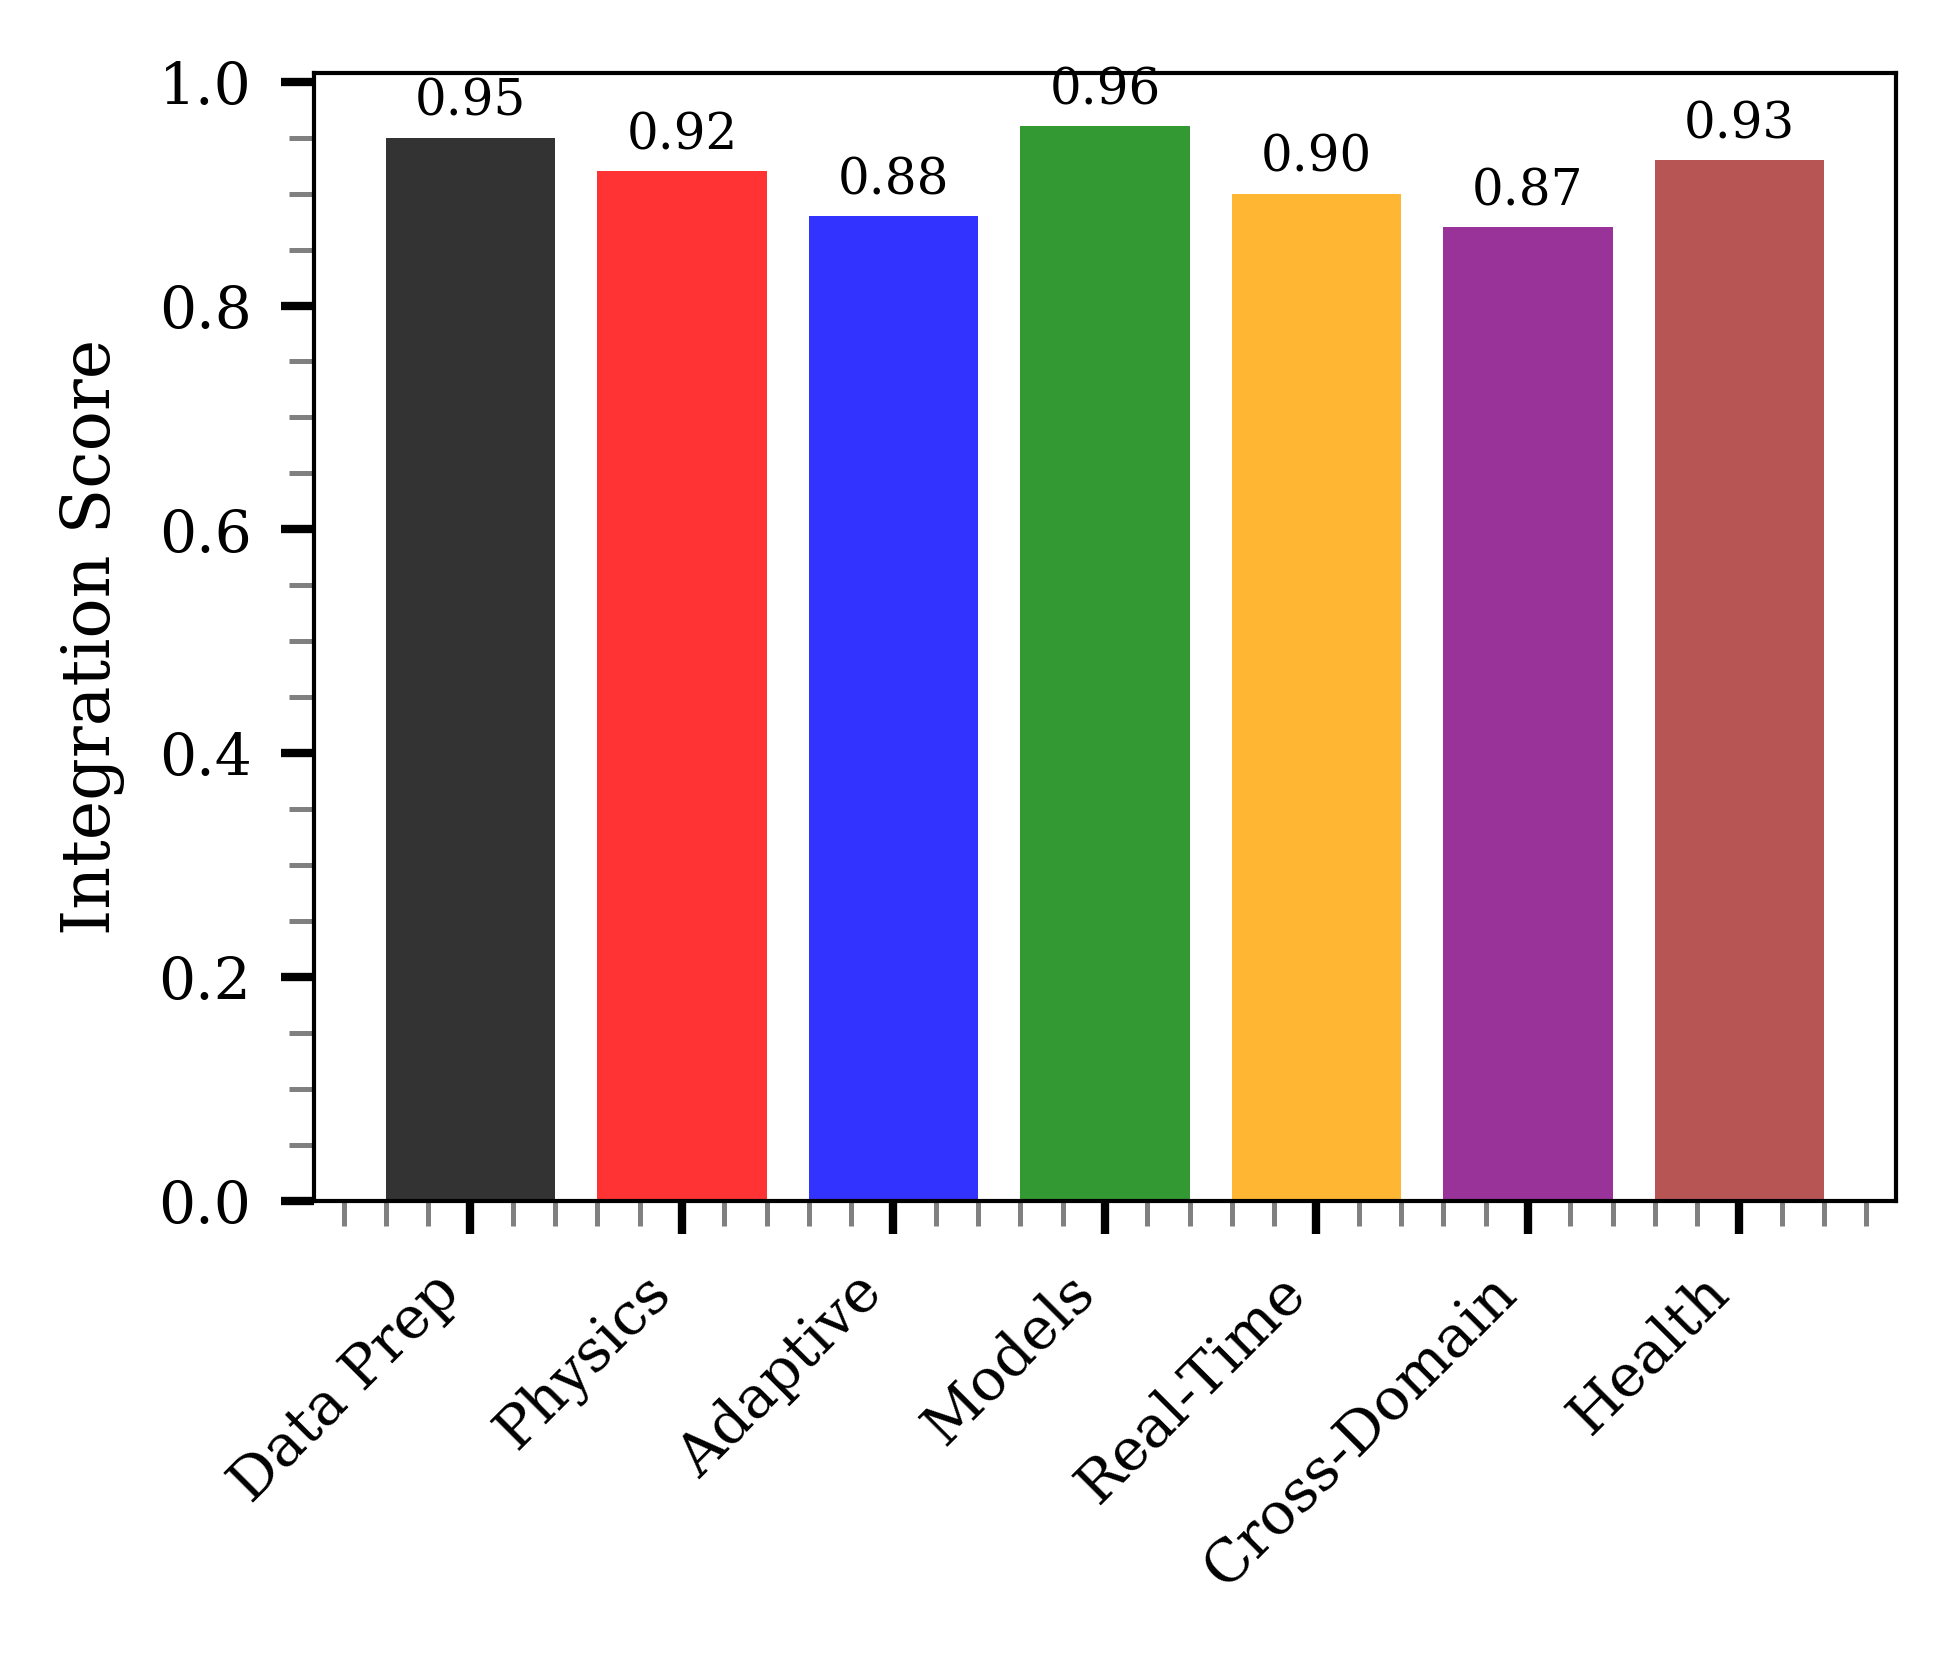 Integration Score
1.0
0.8
0.6
0.4
0.2
0.0
0.95
0.92
0.88
0.96
0.90
0.87
0.93
Data Prep
Physics
Adaptive
Models
Real-Time
Cross-Domain
Health